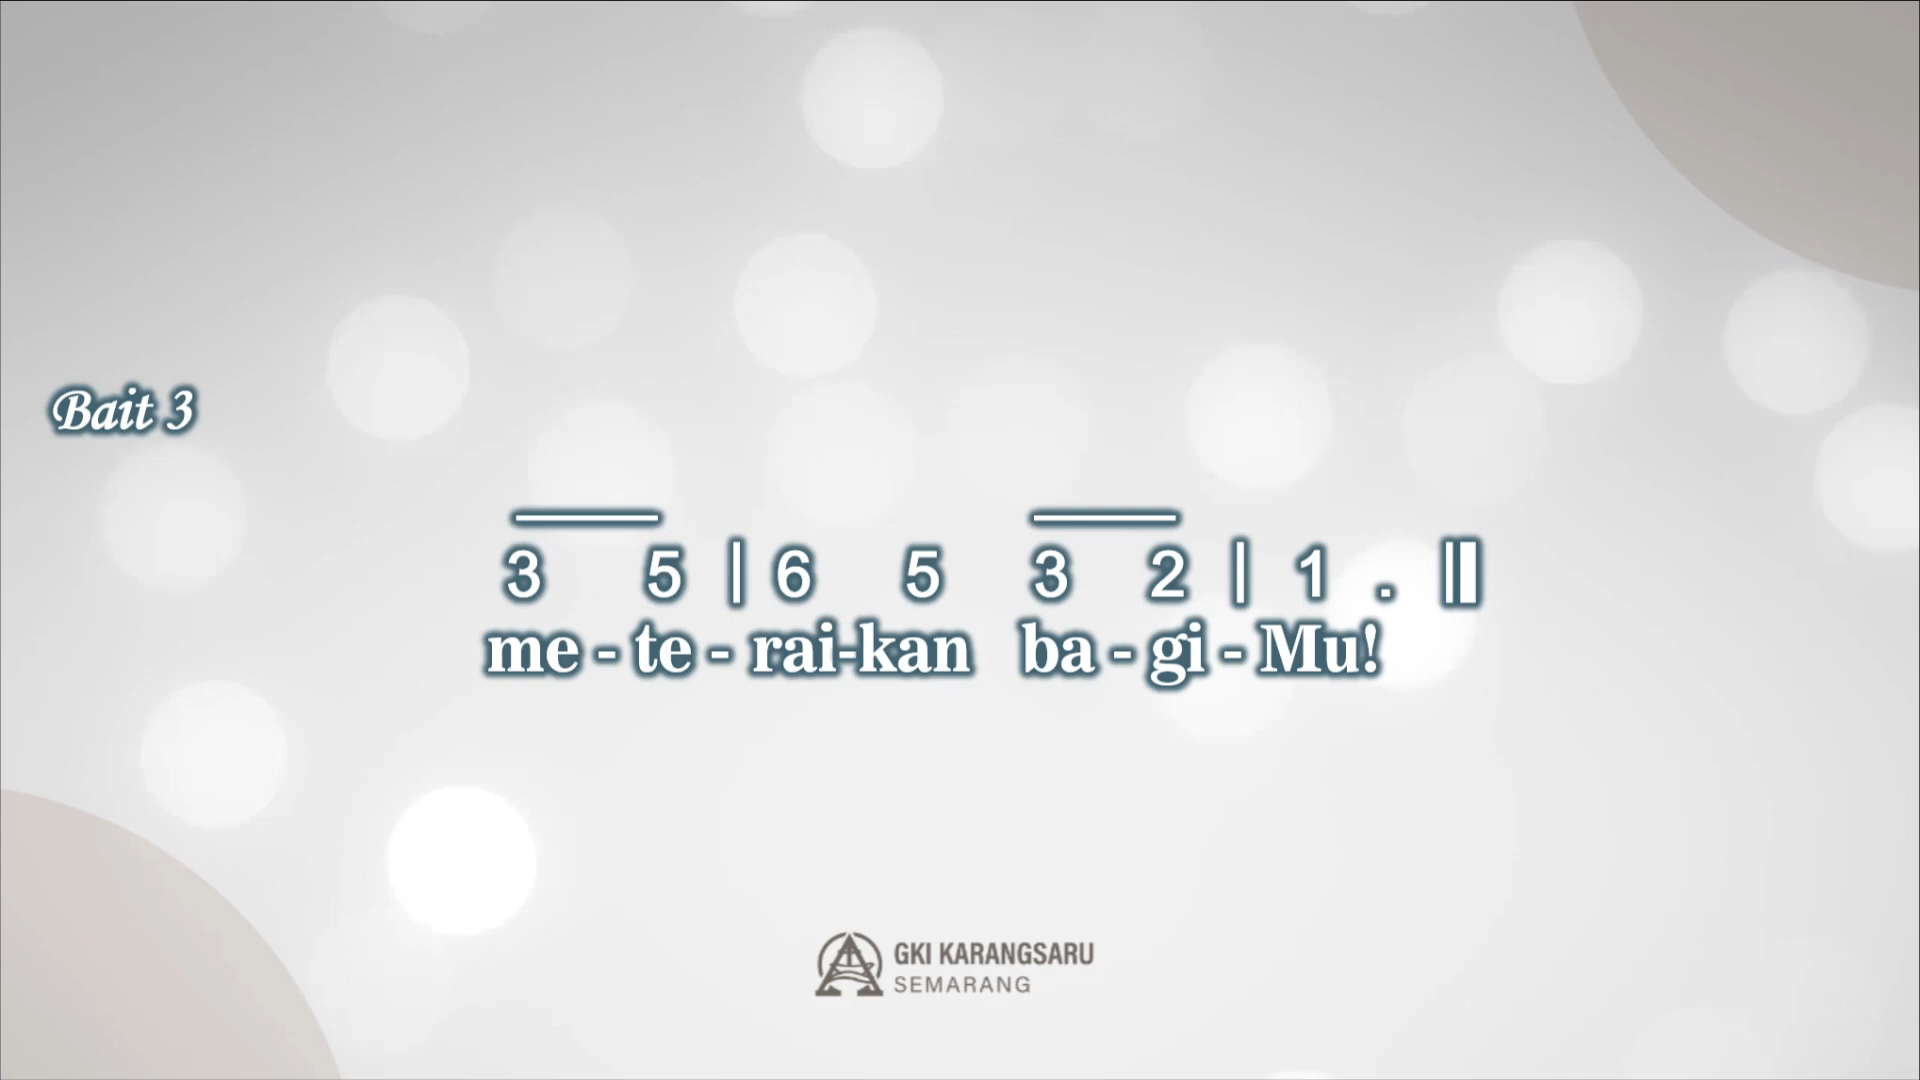 Bait 3
3 5 | 6 5 3 2 | 1 . ‖
me - te - rai-kan ba - gi - Mu!
GKI KARANGSARU
SEMARANG